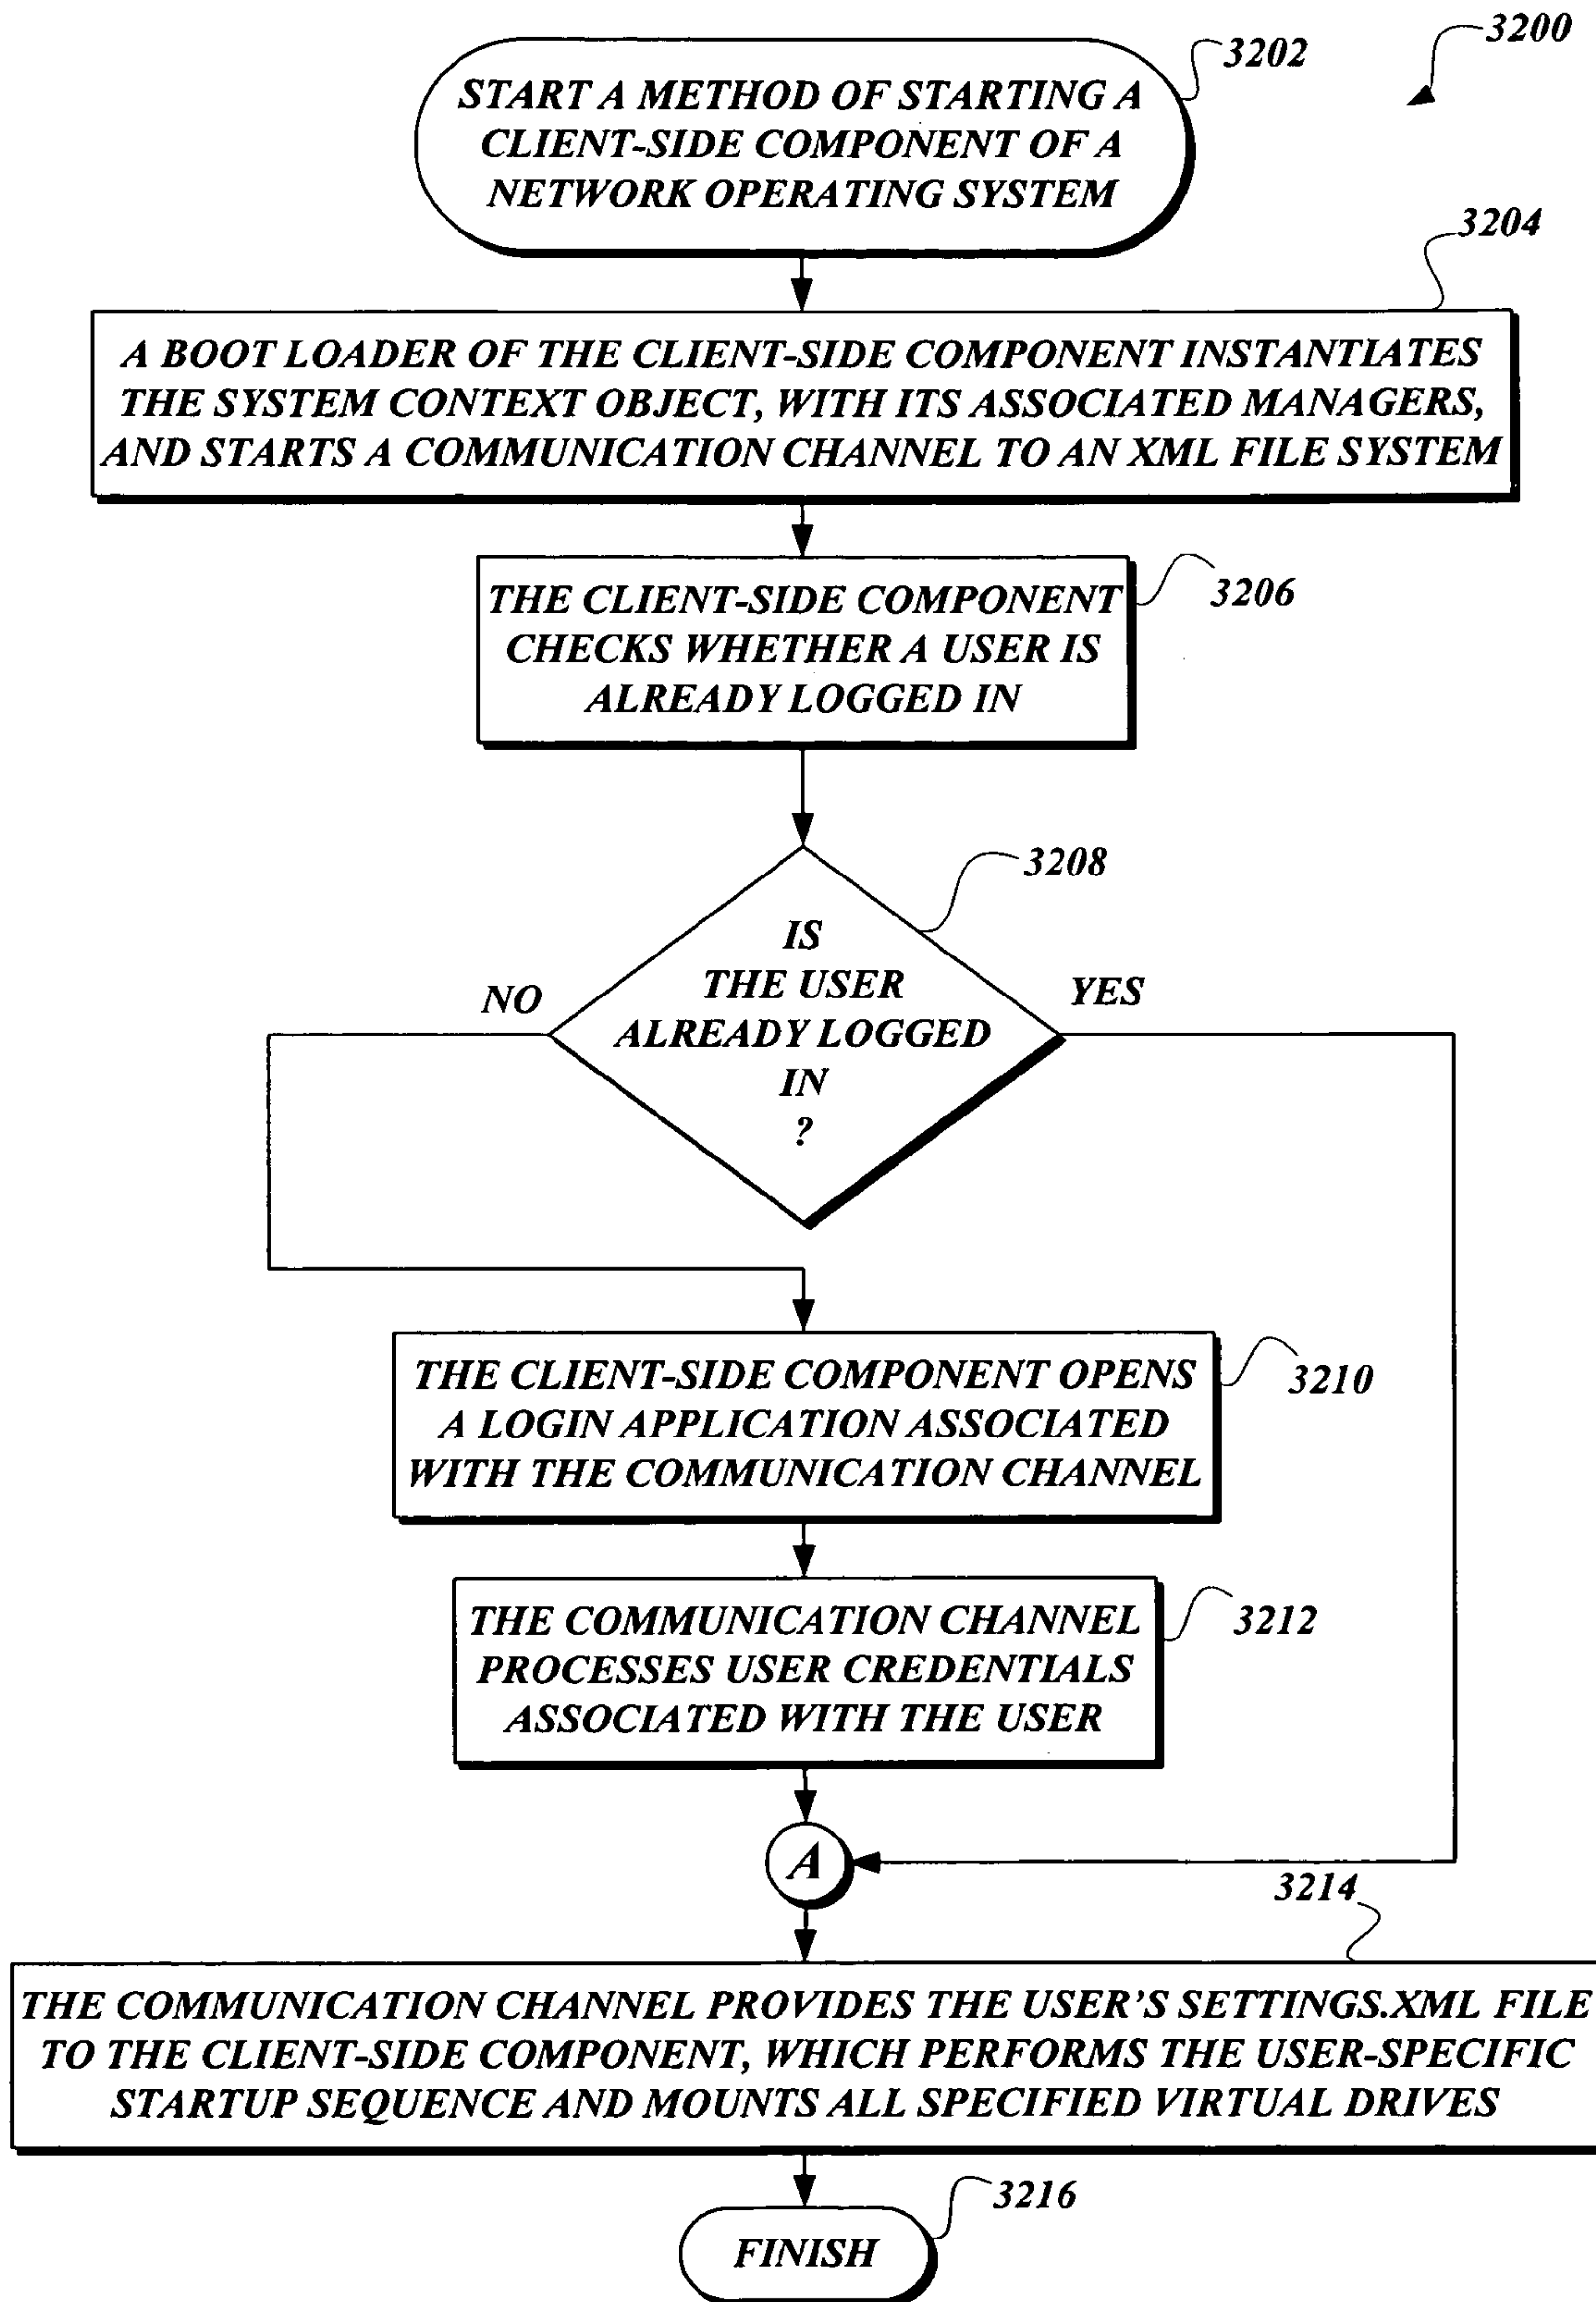 3200
3202
START A METHOD OF STARTING A
CLIENT-SIDE COMPONENT OF A
NETWORK OPERATING SYSTEM
3204
A BOOT LOADER OF THE CLIENT-SIDE COMPONENT INSTANTIATES
THE SYSTEM CONTEXT OBJECT, WITH ITS ASSOCIATED MANAGERS,
AND STARTS A COMMUNICATION CHANNEL TO AN XML FILE SYSTEM
3206
THE CLIENT-SIDE COMPONENT
CHECKS WHETHER A USER IS
ALREADY LOGGED IN
3208
IS
THE USER
ALREADY LOGGED
IN
?
NO
YES
3210
THE CLIENT-SIDE COMPONENT OPENS
A LOGIN APPLICATION ASSOCIATED
WITH THE COMMUNICATION CHANNEL
3212
THE COMMUNICATION CHANNEL
PROCESSES USER CREDENTIALS
ASSOCIATED WITH THE USER
A
3214
THE COMMUNICATION CHANNEL PROVIDES THE USER'S SETTINGS.XML FILE
TO THE CLIENT-SIDE COMPONENT, WHICH PERFORMS THE USER-SPECIFIC
STARTUP SEQUENCE AND MOUNTS ALL SPECIFIED VIRTUAL DRIVES
3216
FINISH